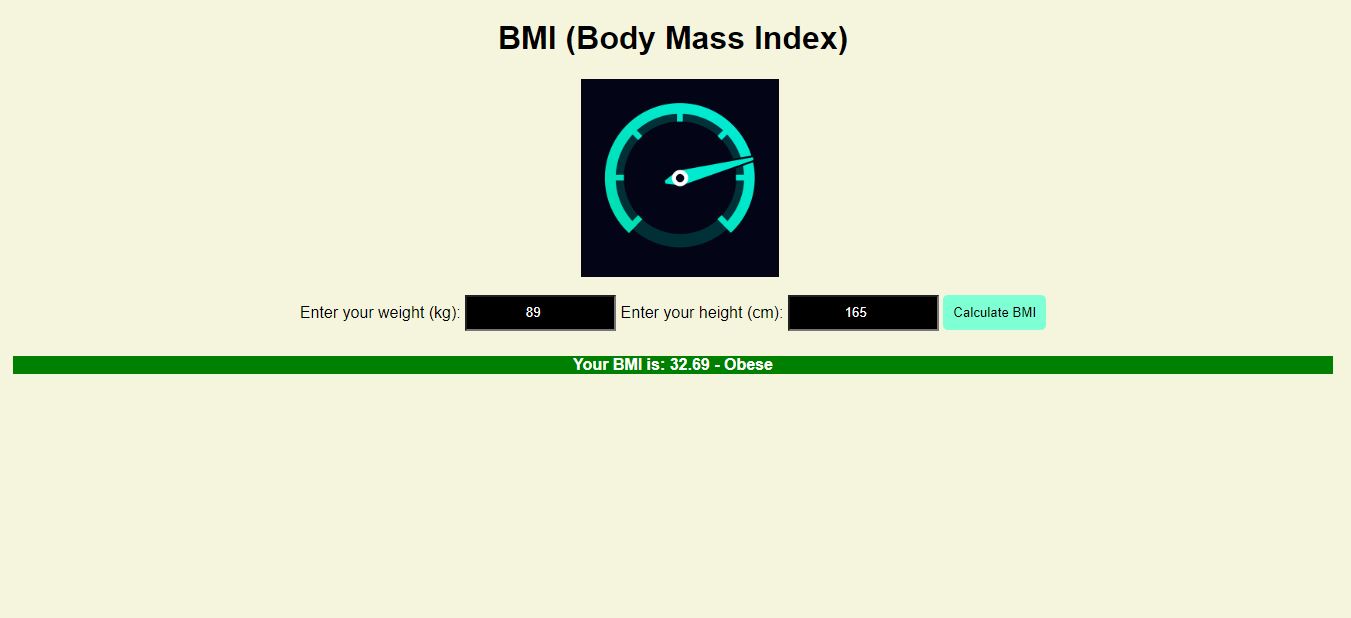 BMI (Body Mass Index)
Enter your weight (kg): 89 Enter your height (cm): 165 Calculate BMI
Your BMI is: 32.69 - Obese